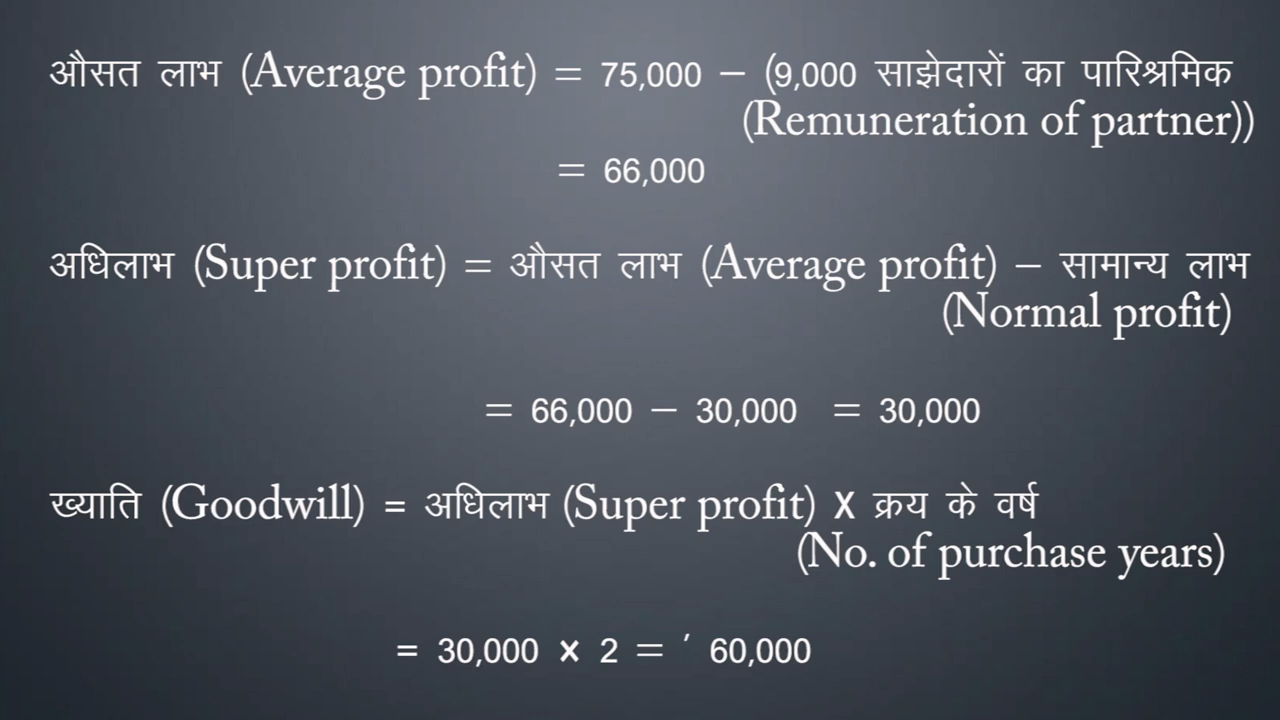 औसत लाभ (Average profit) = 75,000 − (9,000 साझेदारों का पारिश्रमिक
(Remuneration of partner))
= 66,000
अधिलाभ (Super profit) = औसत लाभ (Average profit) − सामान्य लाभ
(Normal profit)
= 66,000 − 30,000 = 30,000
ख्याति (Goodwill) = अधिलाभ (Super profit) X क्रय के वर्ष
(No. of purchase years)
= 30,000 × 2 = ′ 60,000